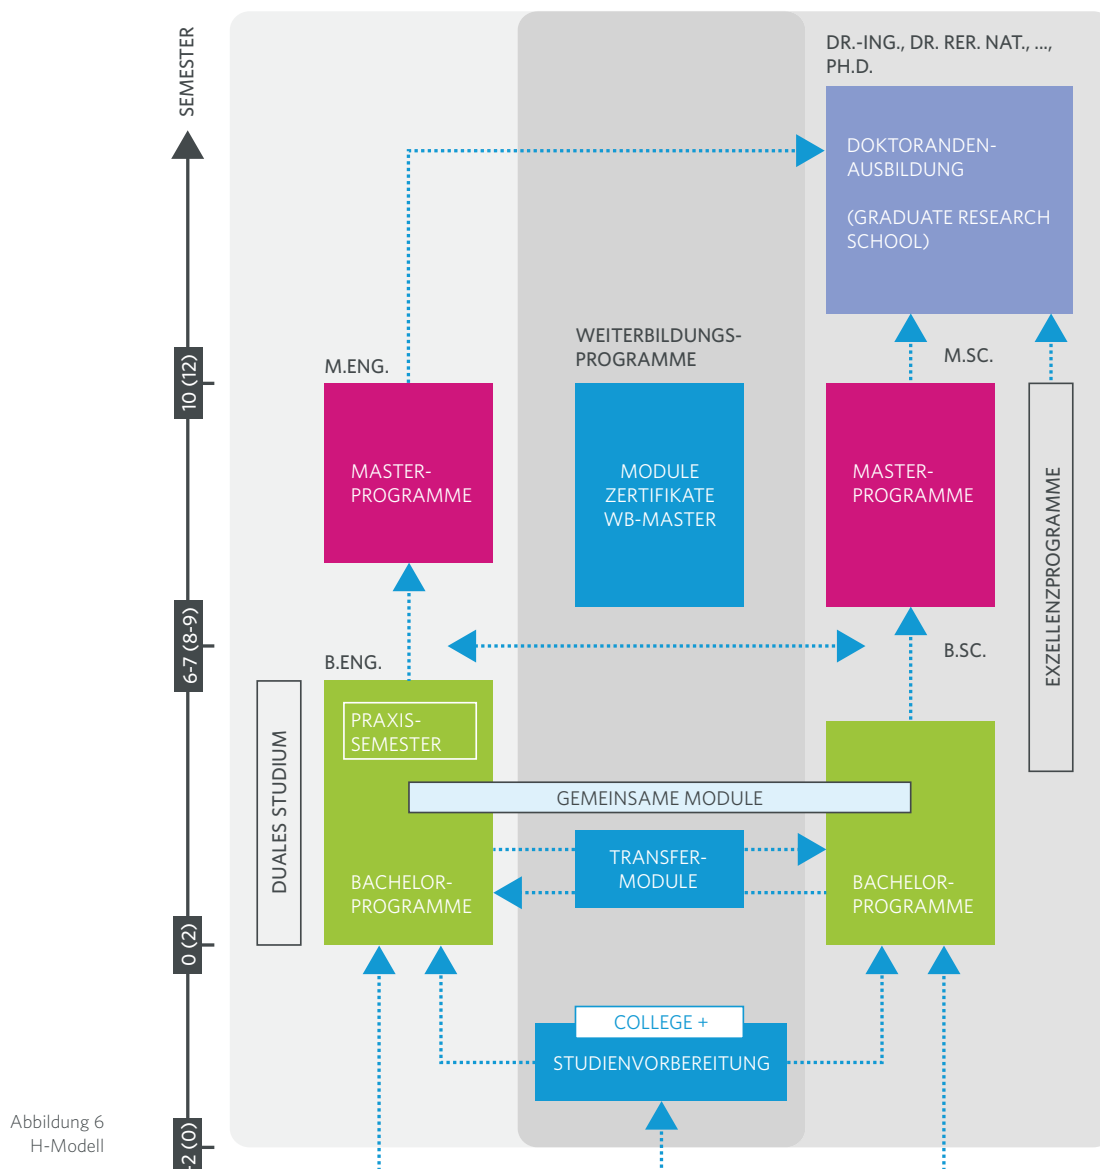 SEMESTER
10 (12)
6-7 (8-9)
0 (2)
-2 (0)
DR.-ING., DR. RER. NAT., ...,
PH.D.
DOKTORANDEN-
AUSBILDUNG
(GRADUATE RESEARCH
SCHOOL)
WEITERBILDUNGS-
PROGRAMME
M.ENG.
M.SC.
MASTER-
PROGRAMME
MODULE
ZERTIFIKATE
WB-MASTER
MASTER-
PROGRAMME
EXZELLENZPROGRAMME
B.ENG.
B.SC.
DUALES STUDIUM
PRAXIS-
SEMESTER
GEMEINSAME MODULE
TRANSFER-
MODULE
BACHELOR-
PROGRAMME
BACHELOR-
PROGRAMME
COLLEGE +
STUDIENVORBEREITUNG
Abbildung 6
H-Modell